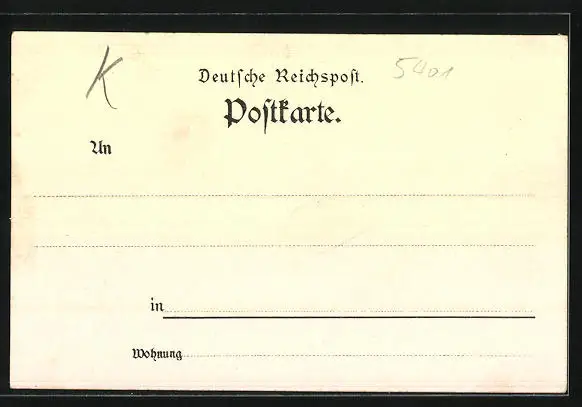 K
5401
Deutsche Reichspost.
Postkarte.
An
in
Wohnung